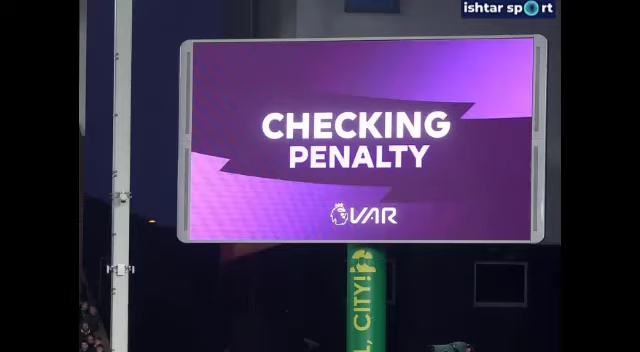 ishtar sport
CHECKING
PENALTY
VAR
L, CITY!